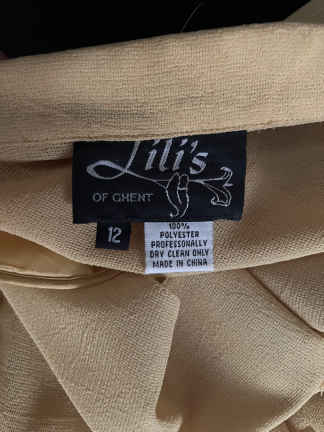 Lili's
OF GHENT
12
100%
POLYESTER
PROFESSIONALLY
DRY CLEAN ONLY
MADE IN CHINA